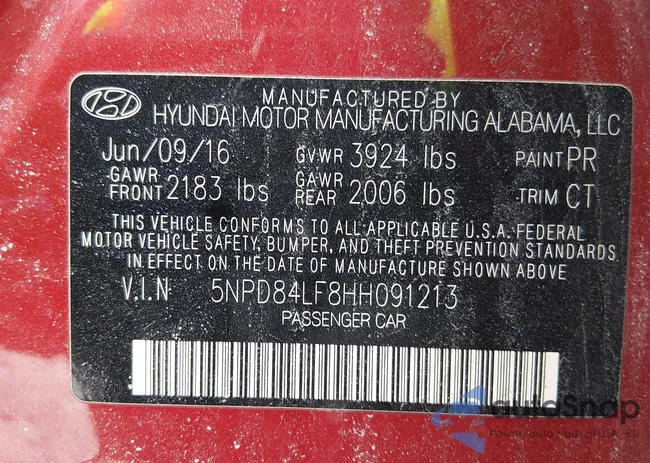 MANUFACTURED BY
HYUNDAI MOTOR MANUFACTURING ALABAMA, LLC
Jun/09/16 GVWR 3924 lbs PAINT PR
GAWR FRONT 2183 lbs GAWR REAR 2006 lbs TRIM CT
THIS VEHICLE CONFORMS TO ALL APPLICABLE U.S.A. FEDERAL
MOTOR VEHICLE SAFETY, BUMPER, AND THEFT PREVENTION STANDARDS
IN EFFECT ON THE DATE OF MANUFACTURE SHOWN ABOVE
V.I.N 5NPD84LF8HH091213
PASSENGER CAR
autoSnap